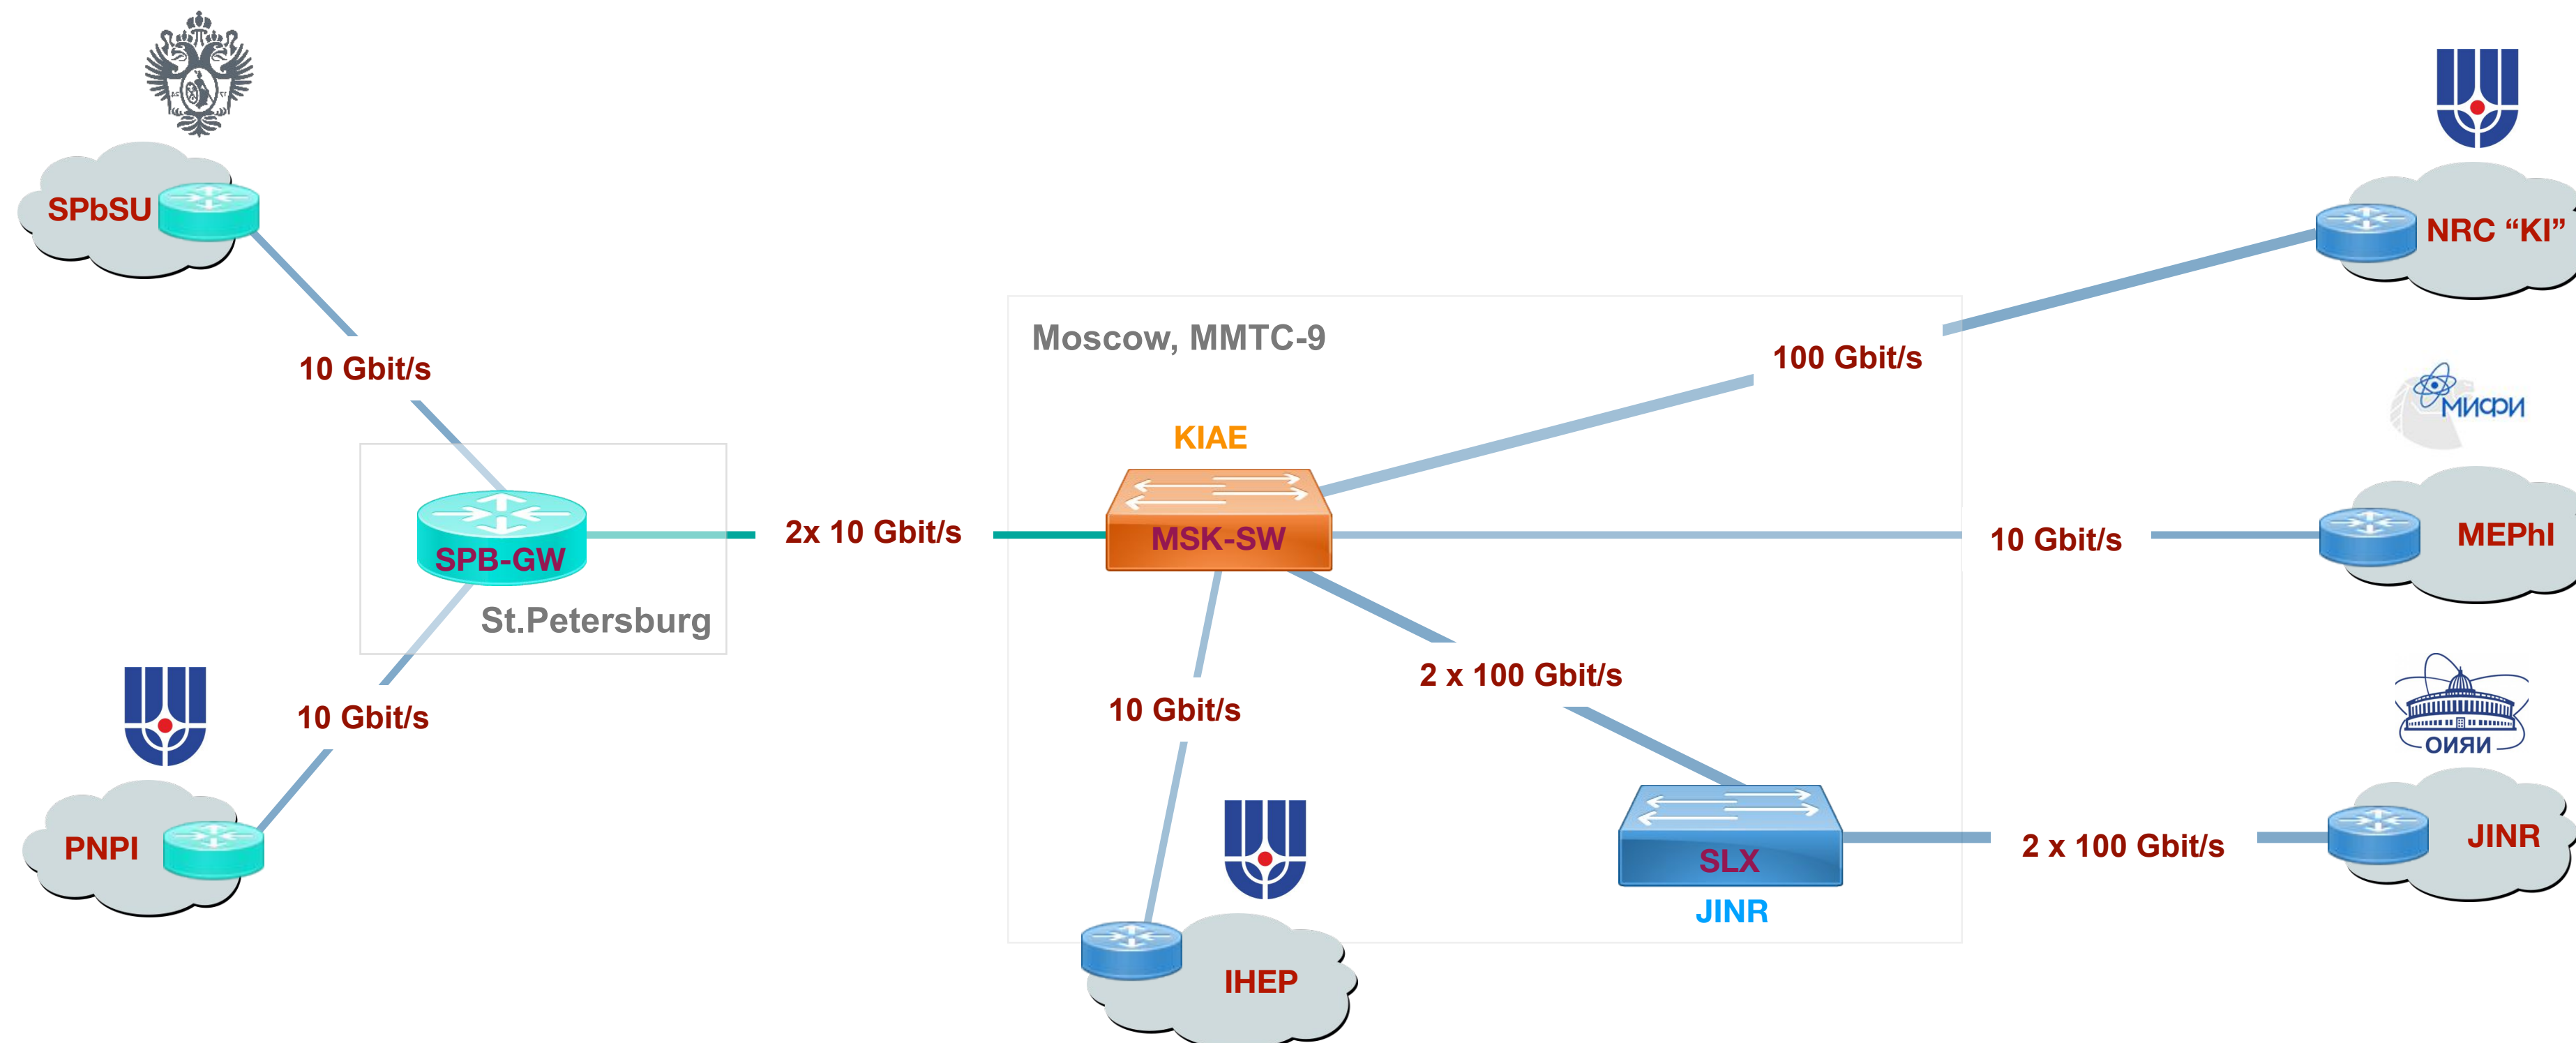 SPbSU
NRC “KI”
Moscow, MMTC-9
100 Gbit/s
10 Gbit/s
МИФИ
KIAE
2x 10 Gbit/s
MSK-SW
10 Gbit/s
MEPhI
SPB-GW
St.Petersburg
2 x 100 Gbit/s
10 Gbit/s
10 Gbit/s
ОИЯИ
PNPI
SLX
2 x 100 Gbit/s
JINR
JINR
IHEP